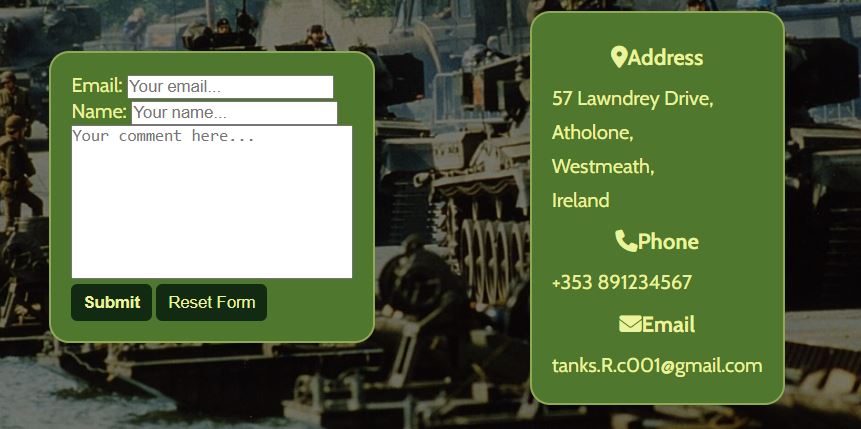 Email: Your email...
Name: Your name...
Your comment here...
Submit Reset Form
Address
57 Lawndrey Drive,
Atholone,
Westmeath,
Ireland
Phone
+353 891234567
Email
tanks.R.c001@gmail.com